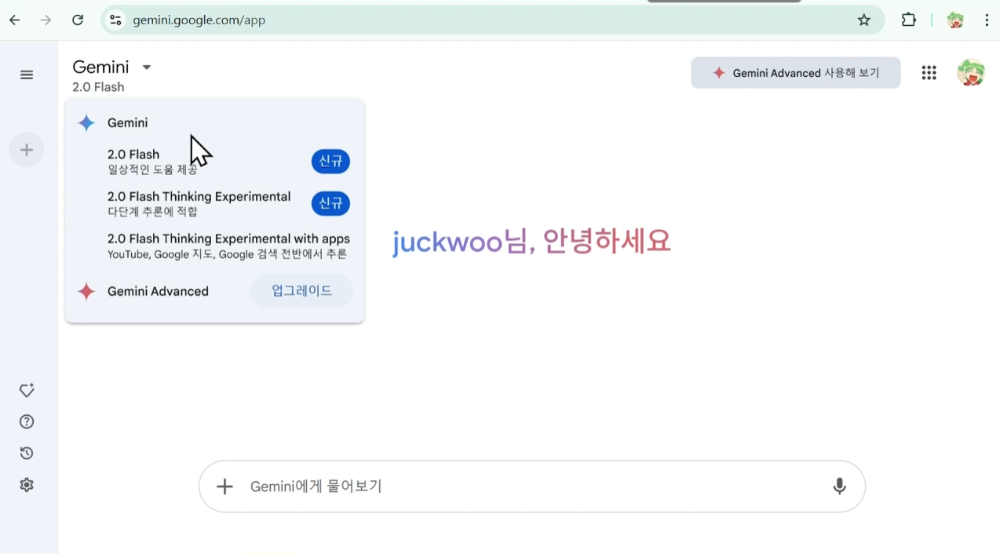 gemini.google.com/app
Gemini
2.0 Flash
Gemini Advanced 사용해 보기
Gemini
2.0 Flash
일상적인 도움 제공
신규
2.0 Flash Thinking Experimental
다단계 추론에 적합
신규
2.0 Flash Thinking Experimental with apps
YouTube, Google 지도, Google 검색 전반에서 추론
Gemini Advanced
업그레이드
juckwoo님, 안녕하세요
Gemini에게 물어보기